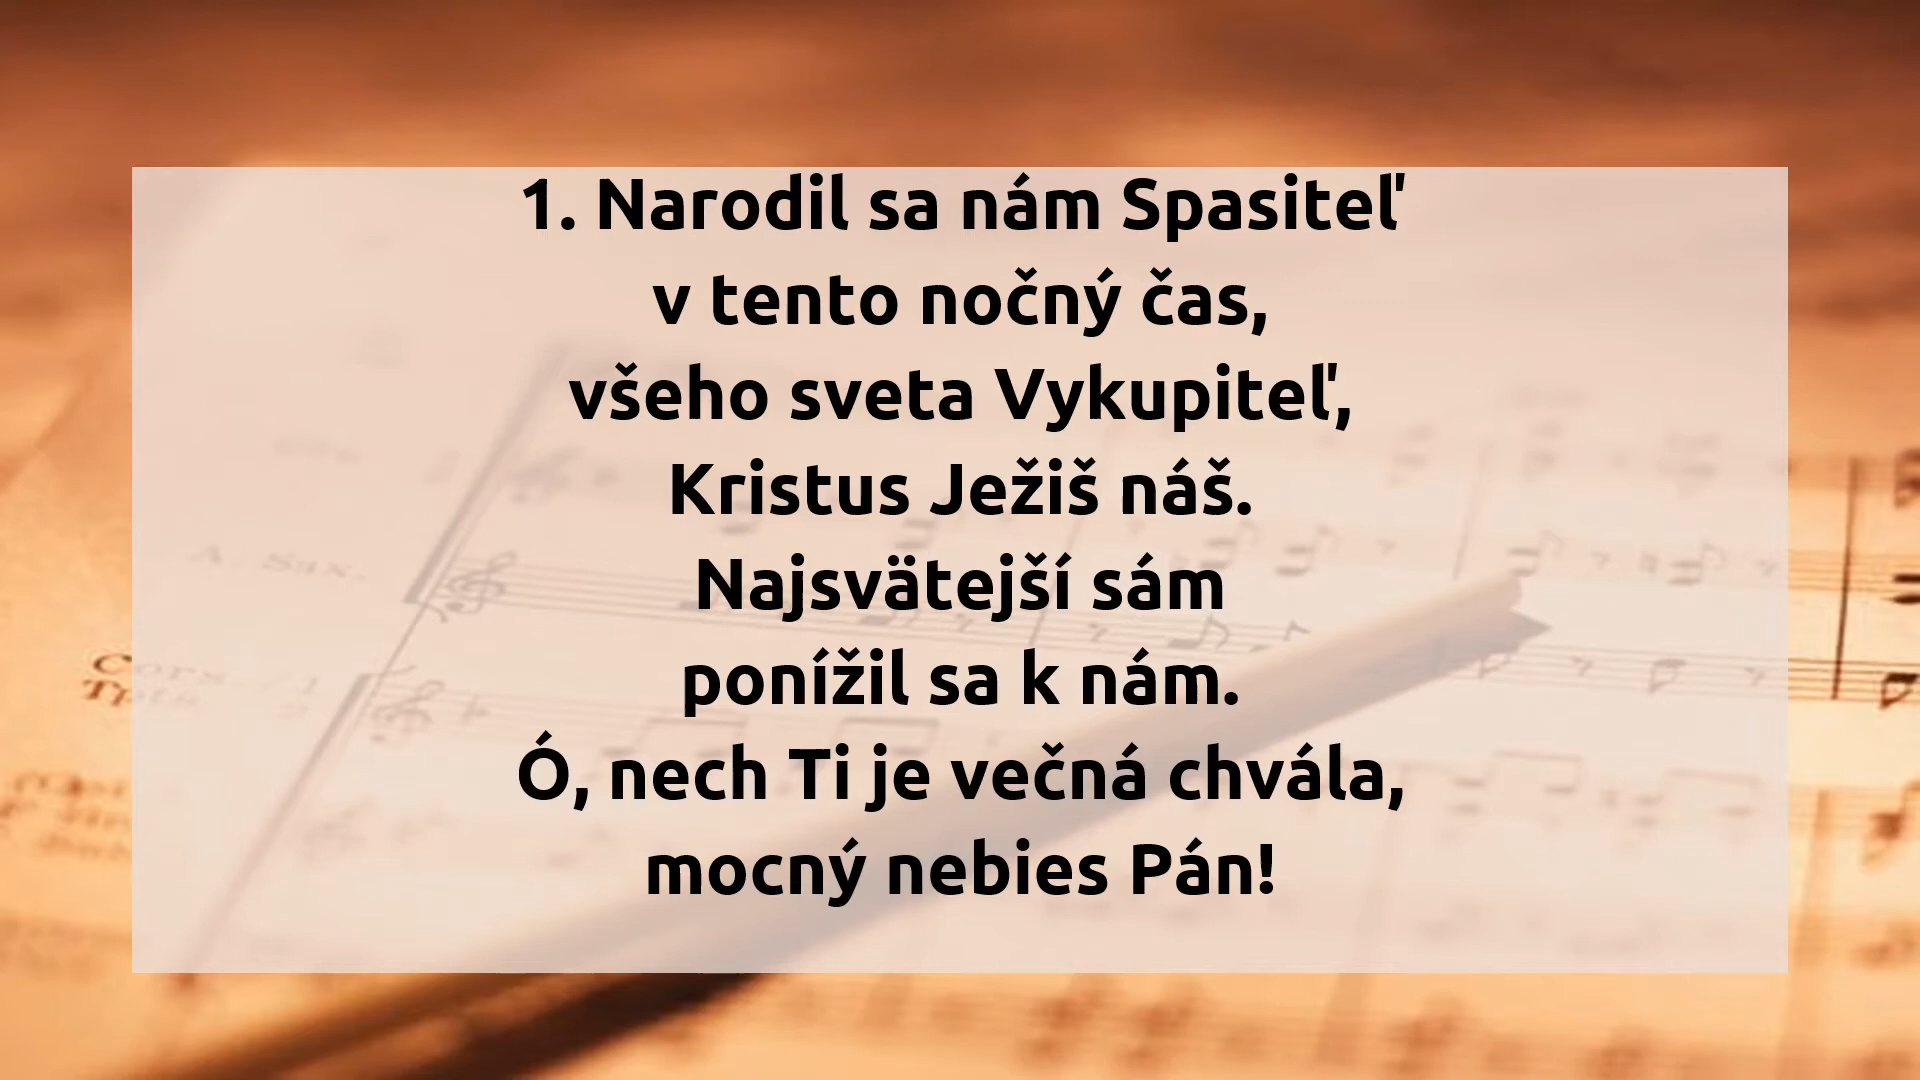 1. Narodil sa nám Spasiteľ
v tento nočný čas,
všeho sveta Vykupiteľ,
Kristus Ježiš náš.
Najsvätejší sám
ponížil sa k nám.
Ó, nech Ti je večná chvála,
mocný nebies Pán!
A. Sax.